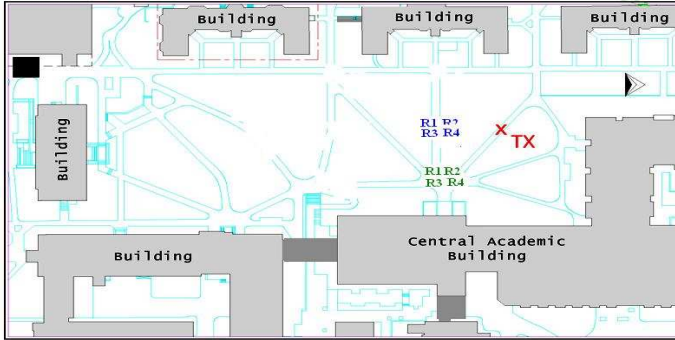 Building
Building
Building
Building
R1 R2
R3 R4
X
TX
R1 R2
R3 R4
Building
Central Academic
Building